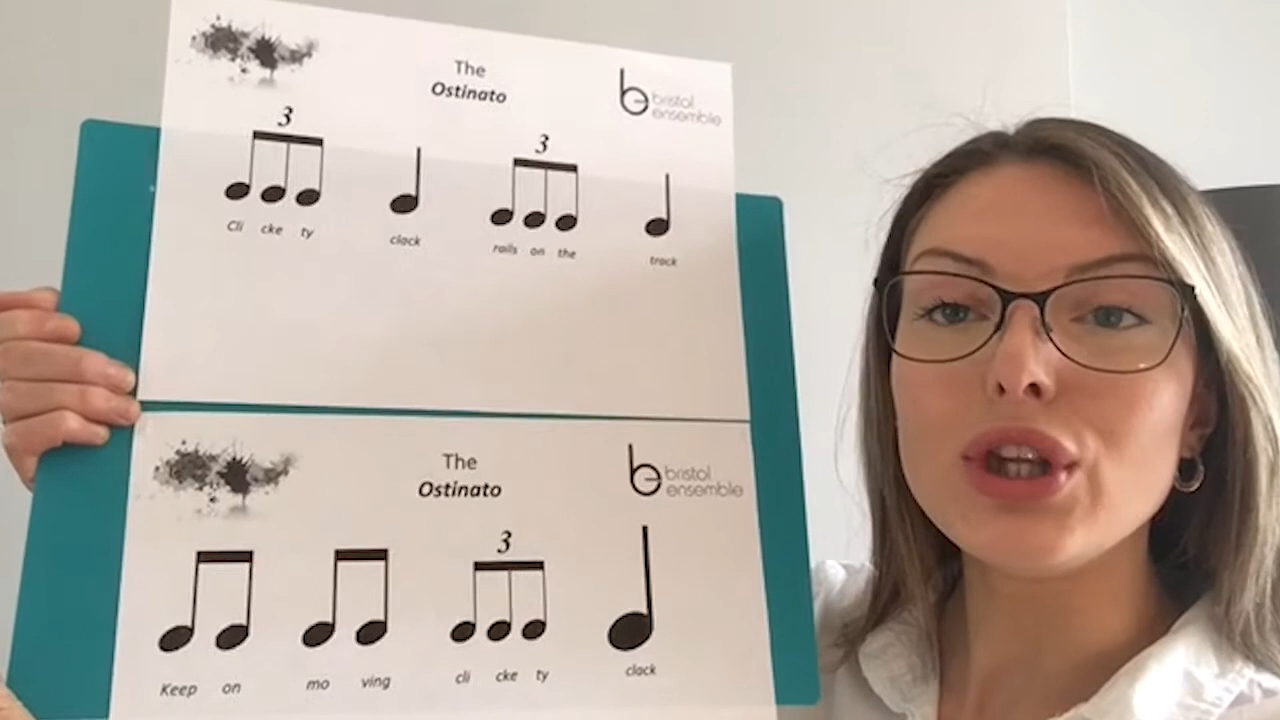 The
Ostinato
bristol
ensemble
3
3
Cli cke ty clack rails on the track
The
Ostinato
bristol
ensemble
3
Keep on mo ving cli cke ty clack